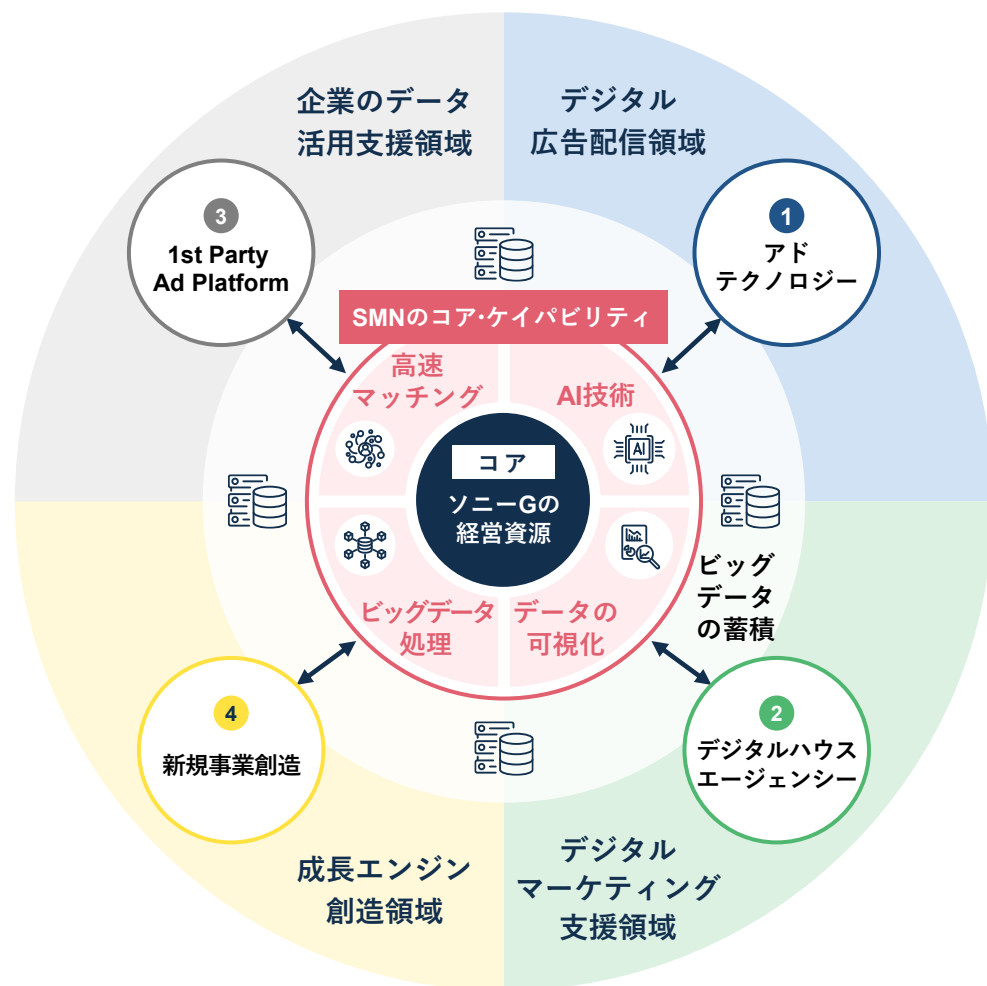 企業のデータ
活用支援領域
デジタル
広告配信領域
3
1st Party
Ad Platform
1
アド
テクノロジー
SMNのコア・ケイパビリティ
高速
マッチング
AI技術
AI
コア
ソニーGの
経営資源
ビッグデータ
処理
データの
可視化
ビッグ
データ
の蓄積
4
新規事業創造
2
デジタルハウス
エージェンシー
成長エンジン
創造領域
デジタル
マーケティング
支援領域